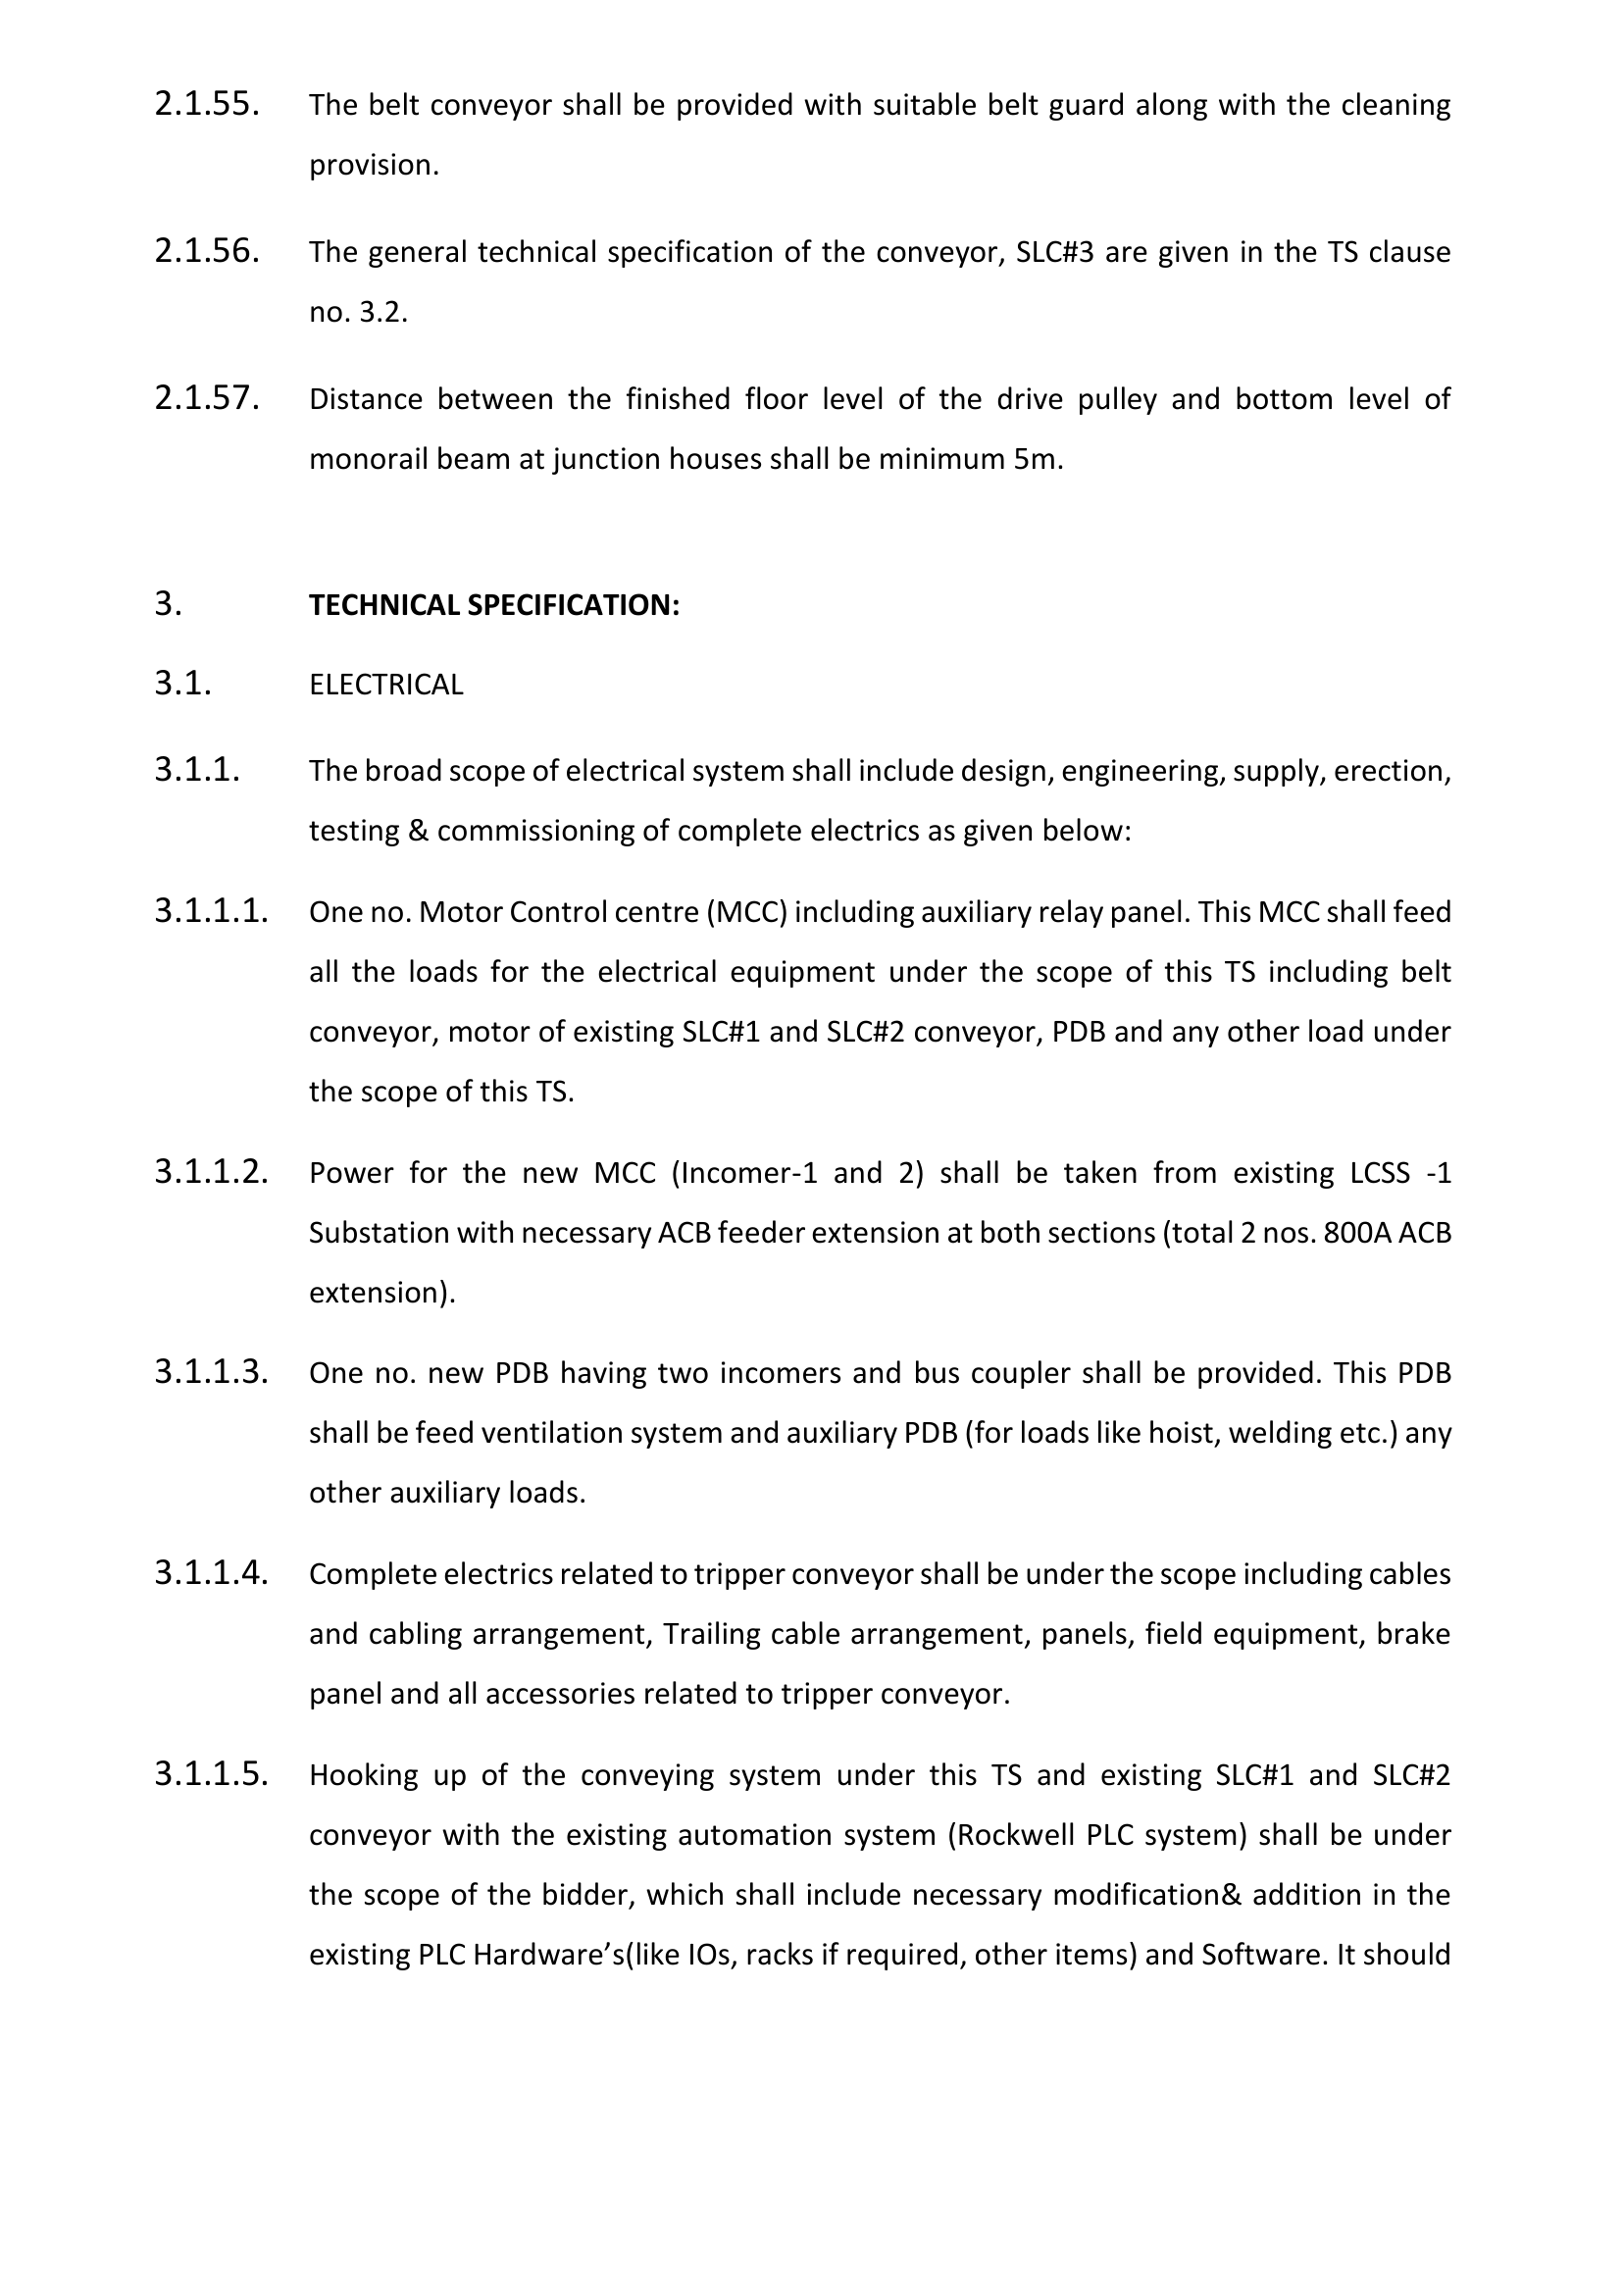 2.1.55. The belt conveyor shall be provided with suitable belt guard along with the cleaning
provision.
2.1.56. The general technical specification of the conveyor, SLC#3 are given in the TS clause
no. 3.2.
2.1.57. Distance between the finished floor level of the drive pulley and bottom level of
monorail beam at junction houses shall be minimum 5m.
3. TECHNICAL SPECIFICATION:
3.1. ELECTRICAL
3.1.1. The broad scope of electrical system shall include design, engineering, supply, erection,
testing & commissioning of complete electrics as given below:
3.1.1.1. One no. Motor Control centre (MCC) including auxiliary relay panel. This MCC shall feed
all the loads for the electrical equipment under the scope of this TS including belt
conveyor, motor of existing SLC#1 and SLC#2 conveyor, PDB and any other load under
the scope of this TS.
3.1.1.2. Power for the new MCC (Incomer-1 and 2) shall be taken from existing LCSS -1
Substation with necessary ACB feeder extension at both sections (total 2 nos. 800A ACB
extension).
3.1.1.3. One no. new PDB having two incomers and bus coupler shall be provided. This PDB
shall be feed ventilation system and auxiliary PDB (for loads like hoist, welding etc.) any
other auxiliary loads.
3.1.1.4. Complete electrics related to tripper conveyor shall be under the scope including cables
and cabling arrangement, Trailing cable arrangement, panels, field equipment, brake
panel and all accessories related to tripper conveyor.
3.1.1.5. Hooking up of the conveying system under this TS and existing SLC#1 and SLC#2
conveyor with the existing automation system (Rockwell PLC system) shall be under
the scope of the bidder, which shall include necessary modification& addition in the
existing PLC Hardware’s(like IOs, racks if required, other items) and Software. It should